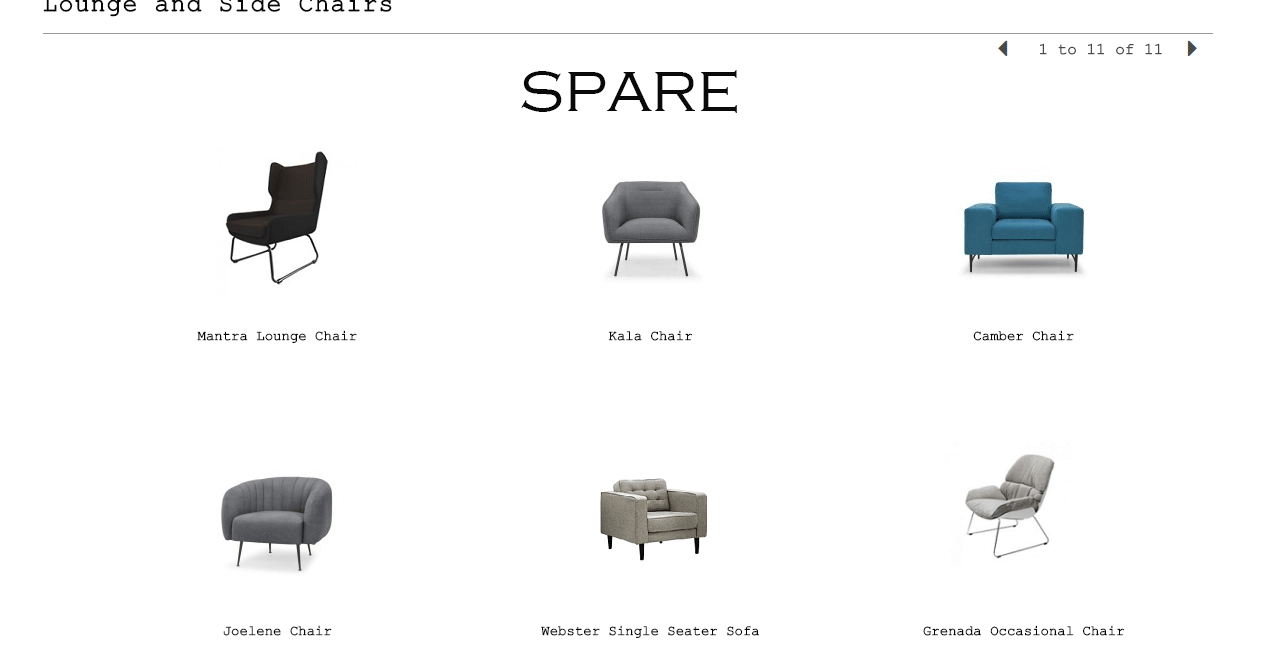 Lounge and Side Chairs
1 to 11 of 11
SPARE
Mantra Lounge Chair
Kala Chair
Camber Chair
Joelene Chair
Webster Single Seater Sofa
Grenada Occasional Chair